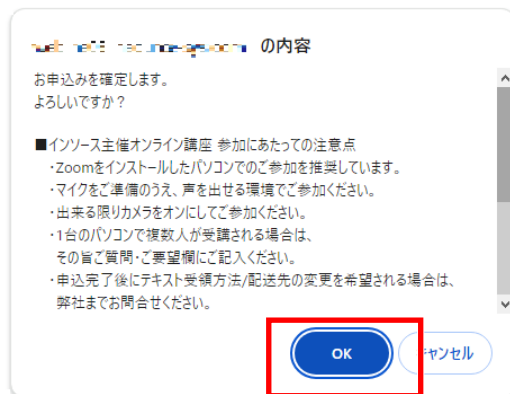 の内容
お申込みを確定します。
よろしいですか？
■インソース主催オンライン講座 参加にあたっての注意点
・Zoomをインストールしたパソコンでのご参加を推奨しています。
・マイクをご準備のうえ、声を出せる環境でご参加ください。
・出来る限りカメラをオンにしてご参加ください。
・1台のパソコンで複数人が受講される場合は、
その旨ご質問・ご要望欄にご記入ください。
・申込完了後にテキスト受領方法/配送先の変更を希望される場合は、
弊社までお問合せください。
OK
キャンセル